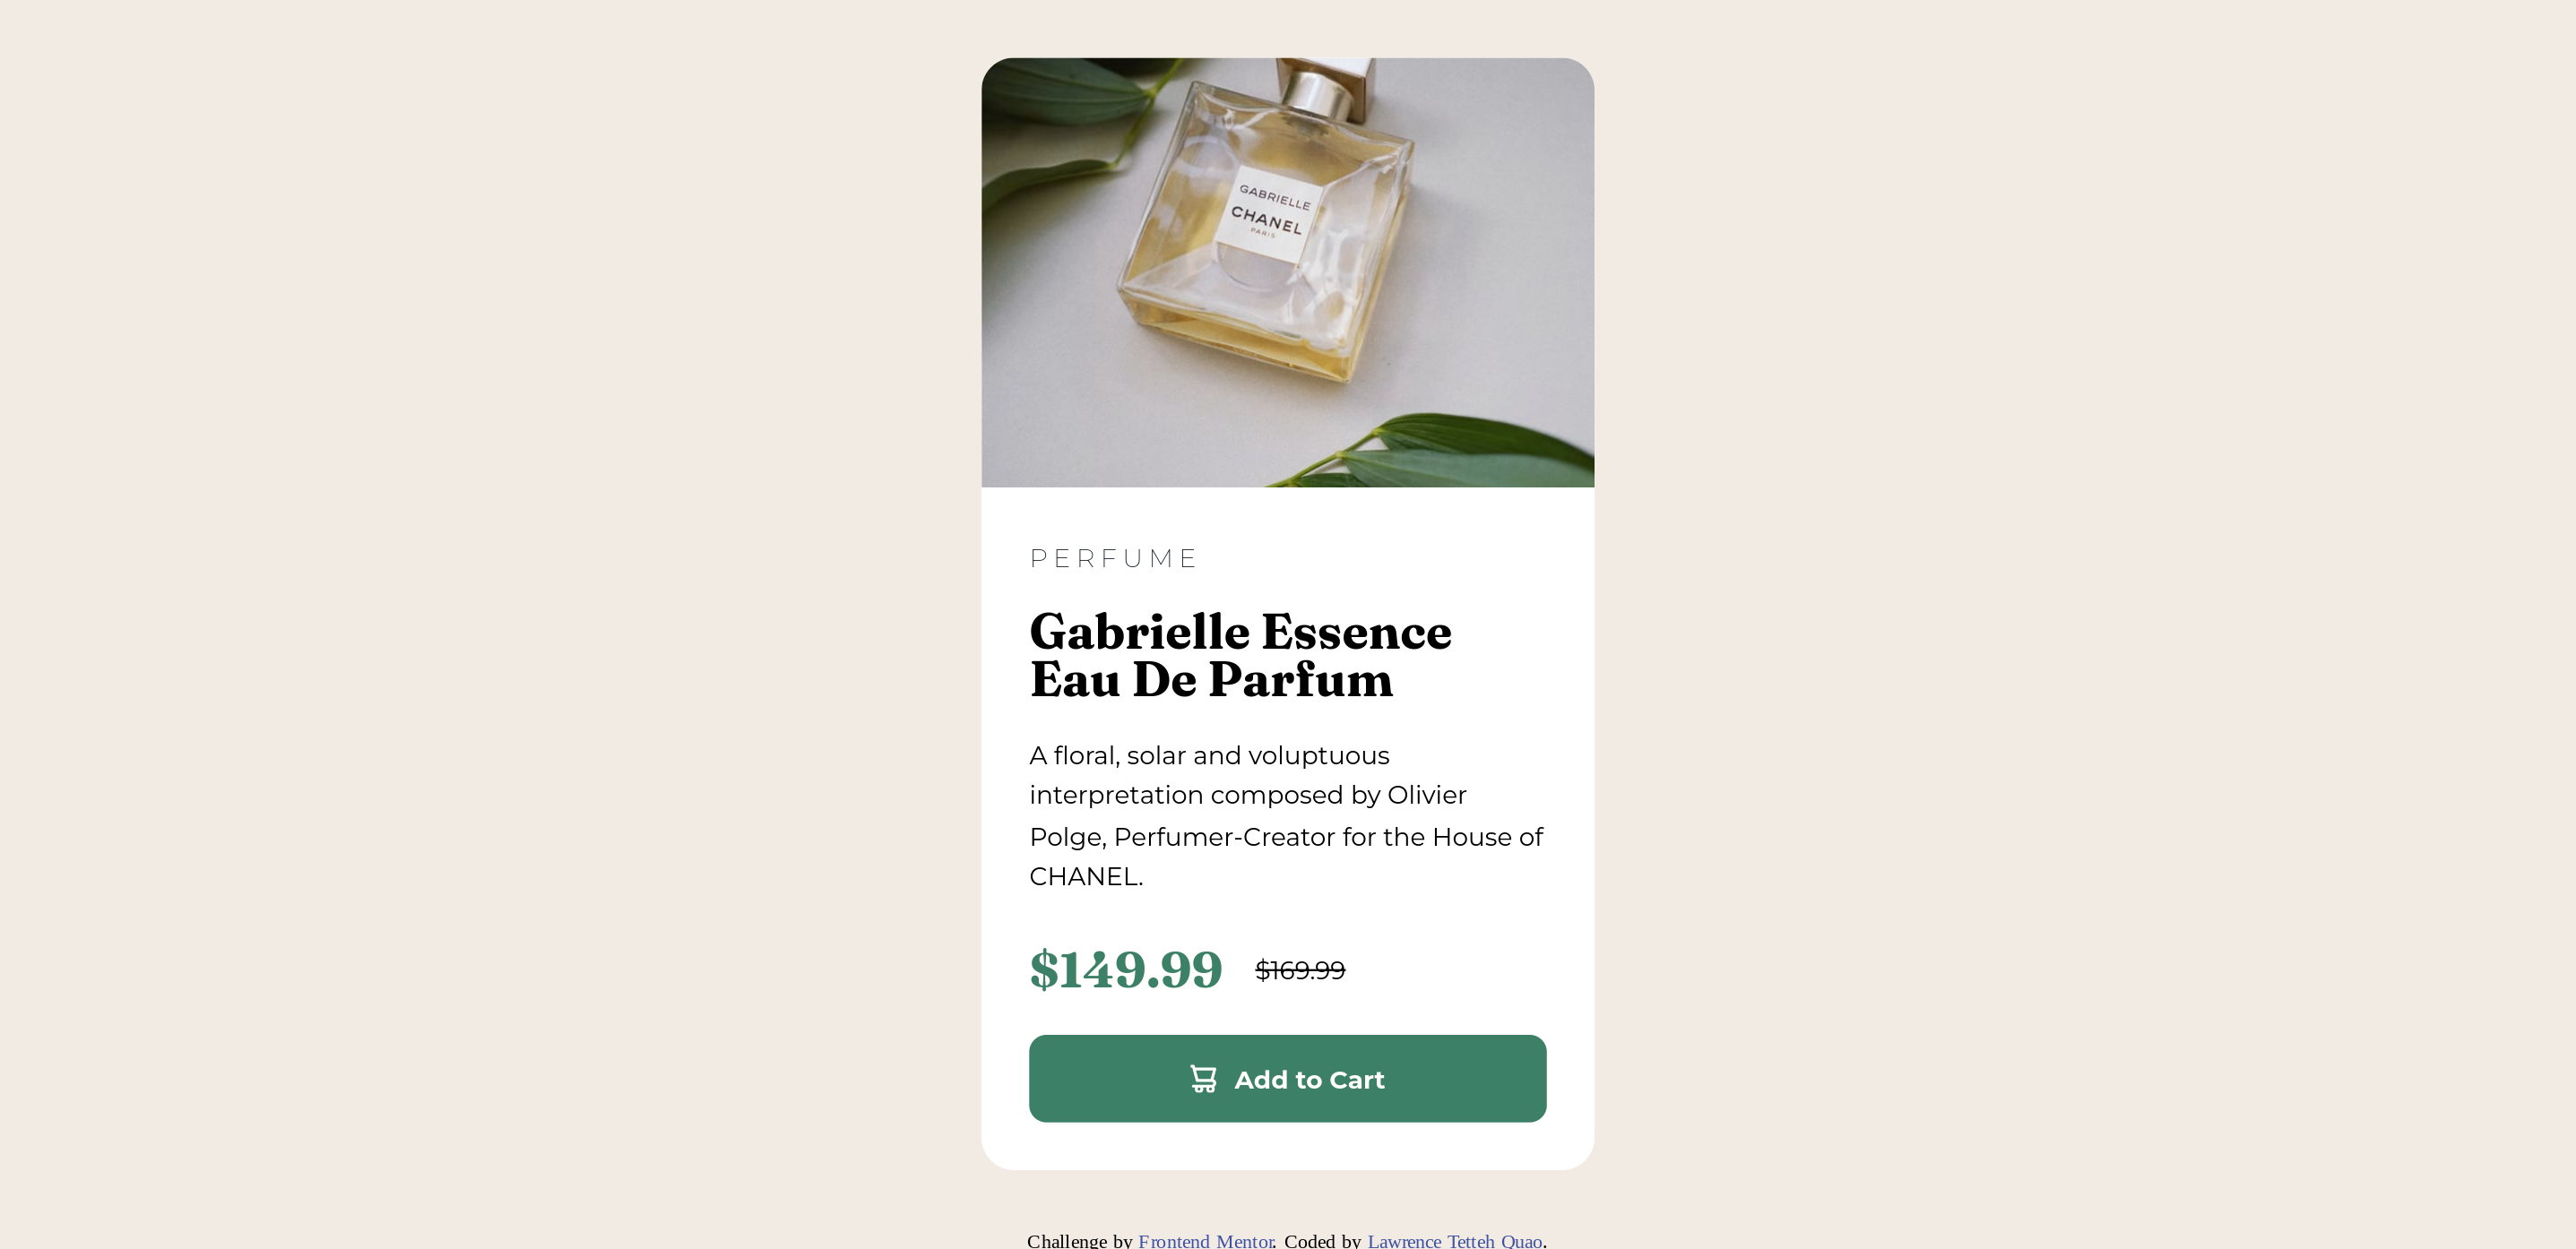 GABRIELLE
CHANEL
PARIS
PERFUME
Gabrielle Essence
Eau De Parfum
A floral, solar and voluptuous
interpretation composed by Olivier
Polge, Perfumer-Creator for the House of
CHANEL.
$149.99 $169.99
Add to Cart
Challenge by Frontend Mentor. Coded by Lawrence Tetteh Quao.